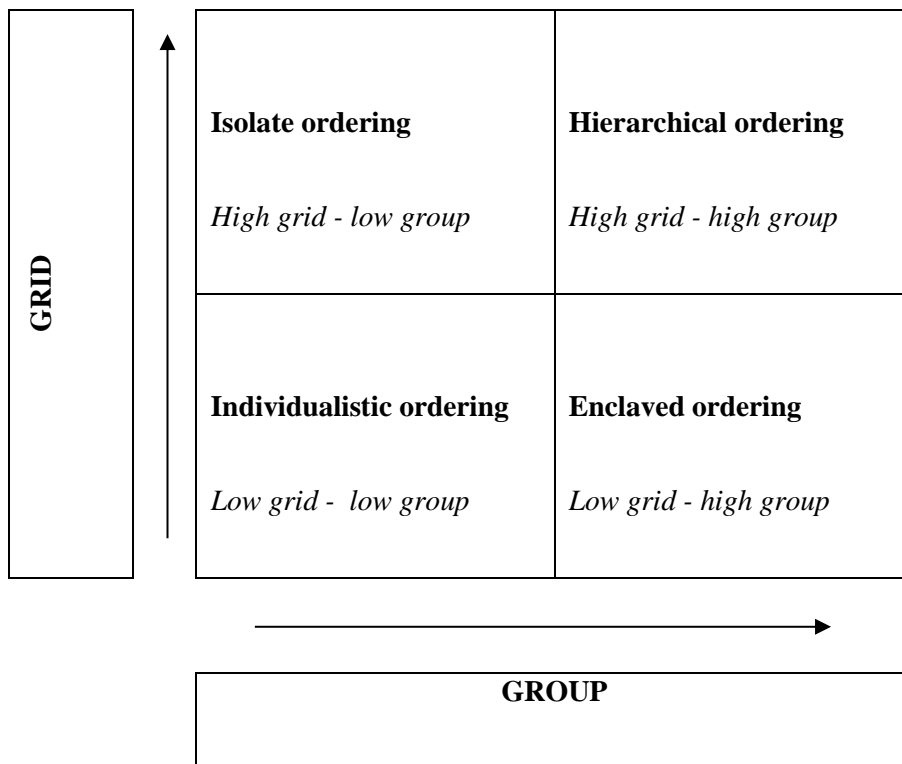 GRID
Isolate ordering
Hierarchical ordering
High grid - low group
High grid - high group
Individualistic ordering
Enclaved ordering
Low grid -  low group
Low grid - high group
GROUP